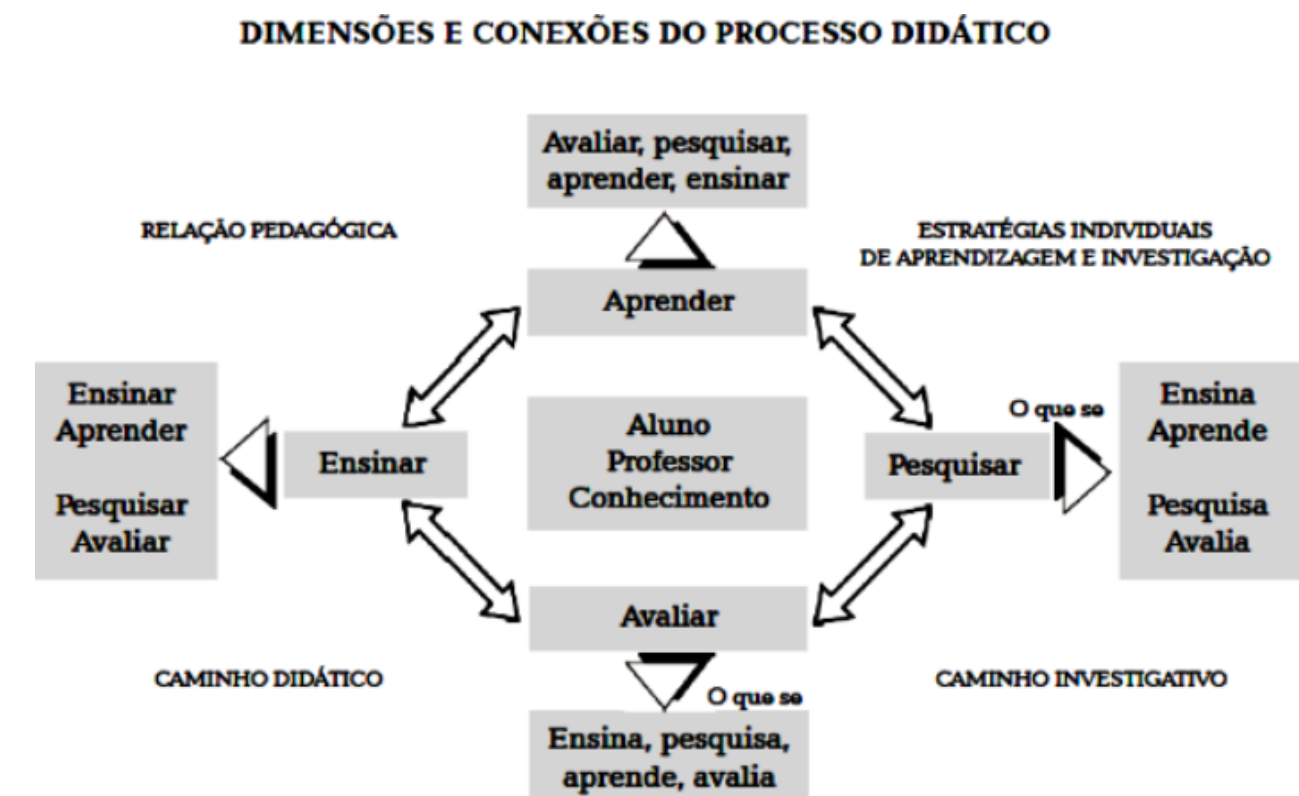 DIMENSÕES E CONEXÕES DO PROCESSO DIDÁTICO
Avaliar, pesquisar,
aprender, ensinar
RELAÇÃO PEDAGÓGICA
ESTRATÉGIAS INDIVIDUAIS
DE APRENDIZAGEM E INVESTIGAÇÃO
Aprender
Ensinar
Aprender
Pesquisar
Avaliar
Ensinar
Aluno
Professor
Conhecimento
Pesquisar
O que se
Ensina
Aprende
Pesquisa
Avalia
Avaliar
CAMINHO DIDÁTICO
CAMINHO INVESTIGATIVO
O que se
Ensina, pesquisa,
aprende, avalia